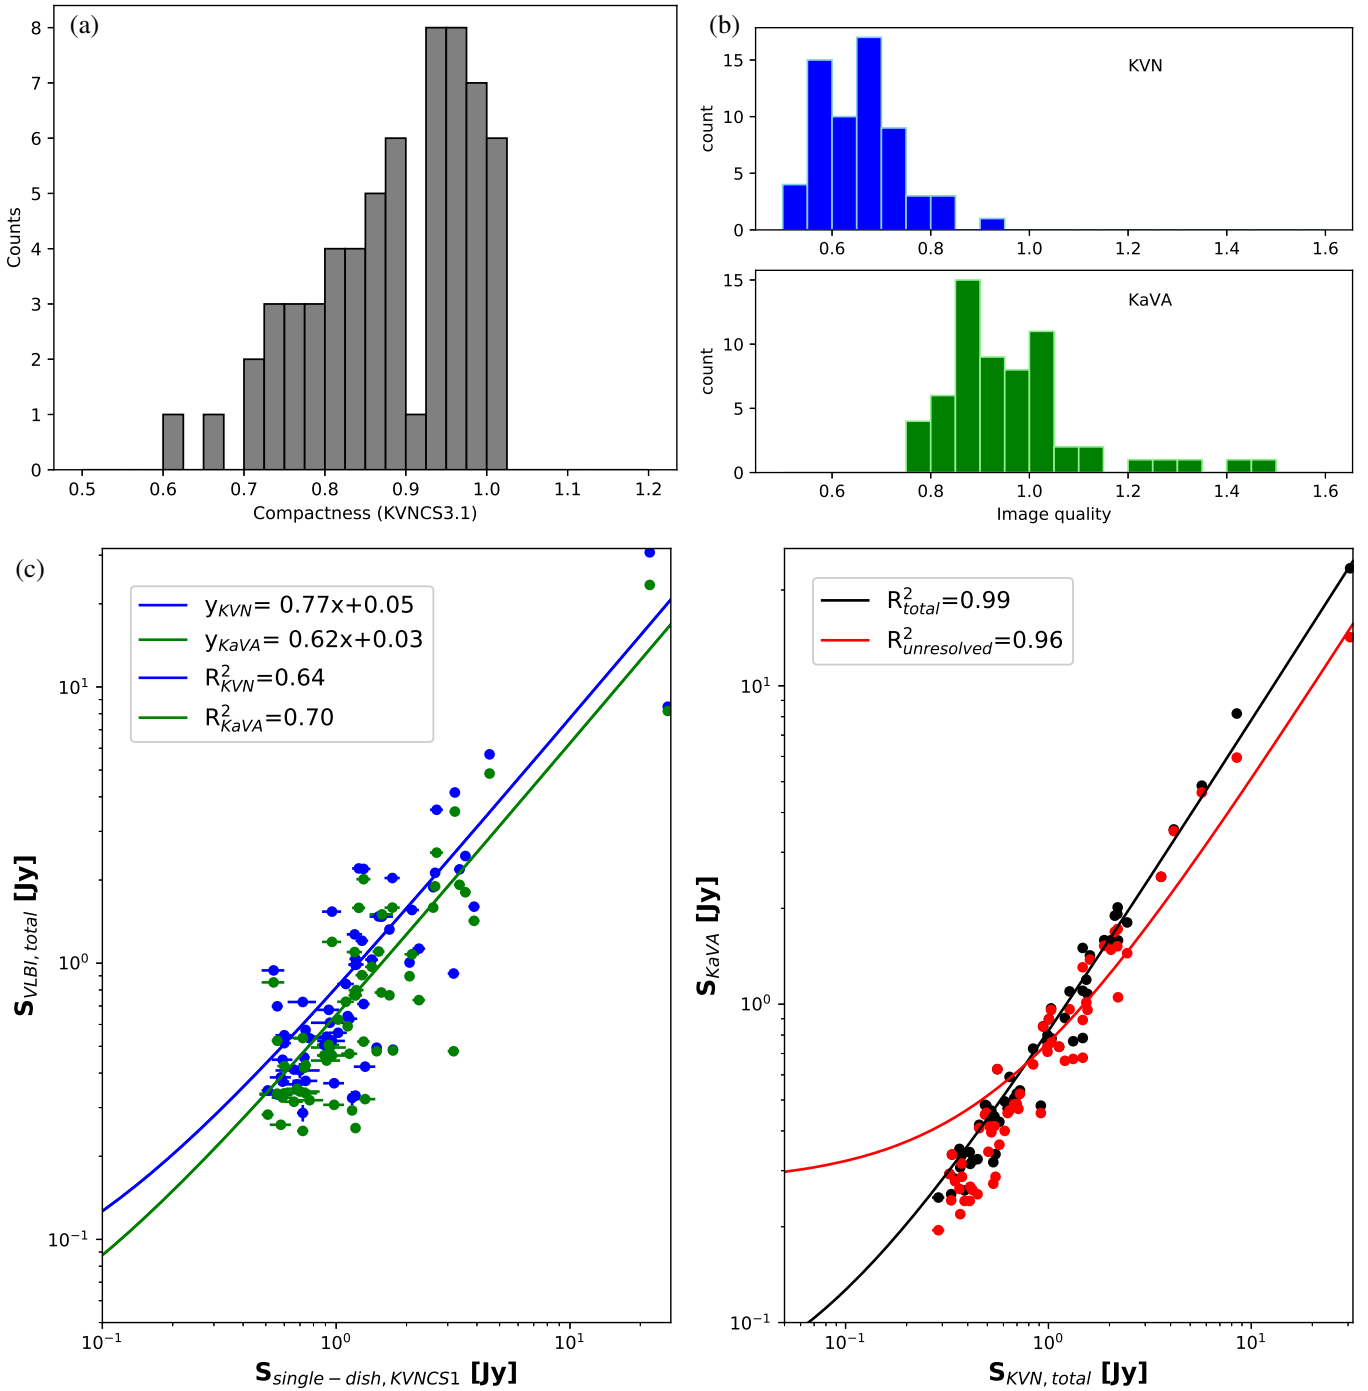 (a)
8
7
6
5
4
3
2
1
0
Counts
0.5 0.6 0.7 0.8 0.9 1.0 1.1 1.2
Compactness (KVNCS3.1)
(b)
KVN
15
10
5
0
count
0.6 0.8 1.0 1.2 1.4 1.6
KaVA
15
10
5
0
count
0.6 0.8 1.0 1.2 1.4 1.6
Image quality
(c)
y_KVN= 0.77x+0.05
y_KaVA= 0.62x+0.03
R²_KVN=0.64
R²_KaVA=0.70
10¹
10⁰
10⁻¹
S_VLBI,total [Jy]
10⁻¹ 10⁰ 10¹
S_single−dish,KVNCS1 [Jy]
R²_total=0.99
R²_unresolved=0.96
10¹
10⁰
10⁻¹
S_KaVA [Jy]
10⁻¹ 10⁰ 10¹
S_KVN,total [Jy]